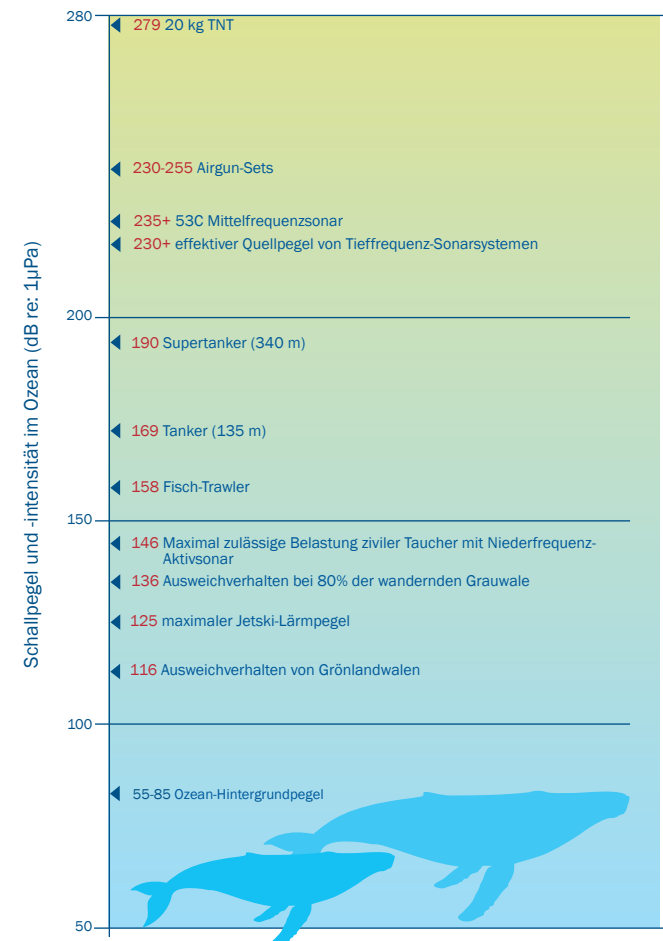 Schallpegel und -intensität im Ozean (dB re: 1µPa)
280
279 20 kg TNT
230-255 Airgun-Sets
235+ 53C Mittelfrequenzsonar
230+ effektiver Quellpegel von Tieffrequenz-Sonarsystemen
200
190 Supertanker (340 m)
169 Tanker (135 m)
158 Fisch-Trawler
150
146 Maximal zulässige Belastung ziviler Taucher mit Niederfrequenz-
Aktivsonar
136 Ausweichverhalten bei 80% der wandernden Grauwale
125 maximaler Jetski-Lärmpegel
116 Ausweichverhalten von Grönlandwalen
100
55-85 Ozean-Hintergrundpegel
50